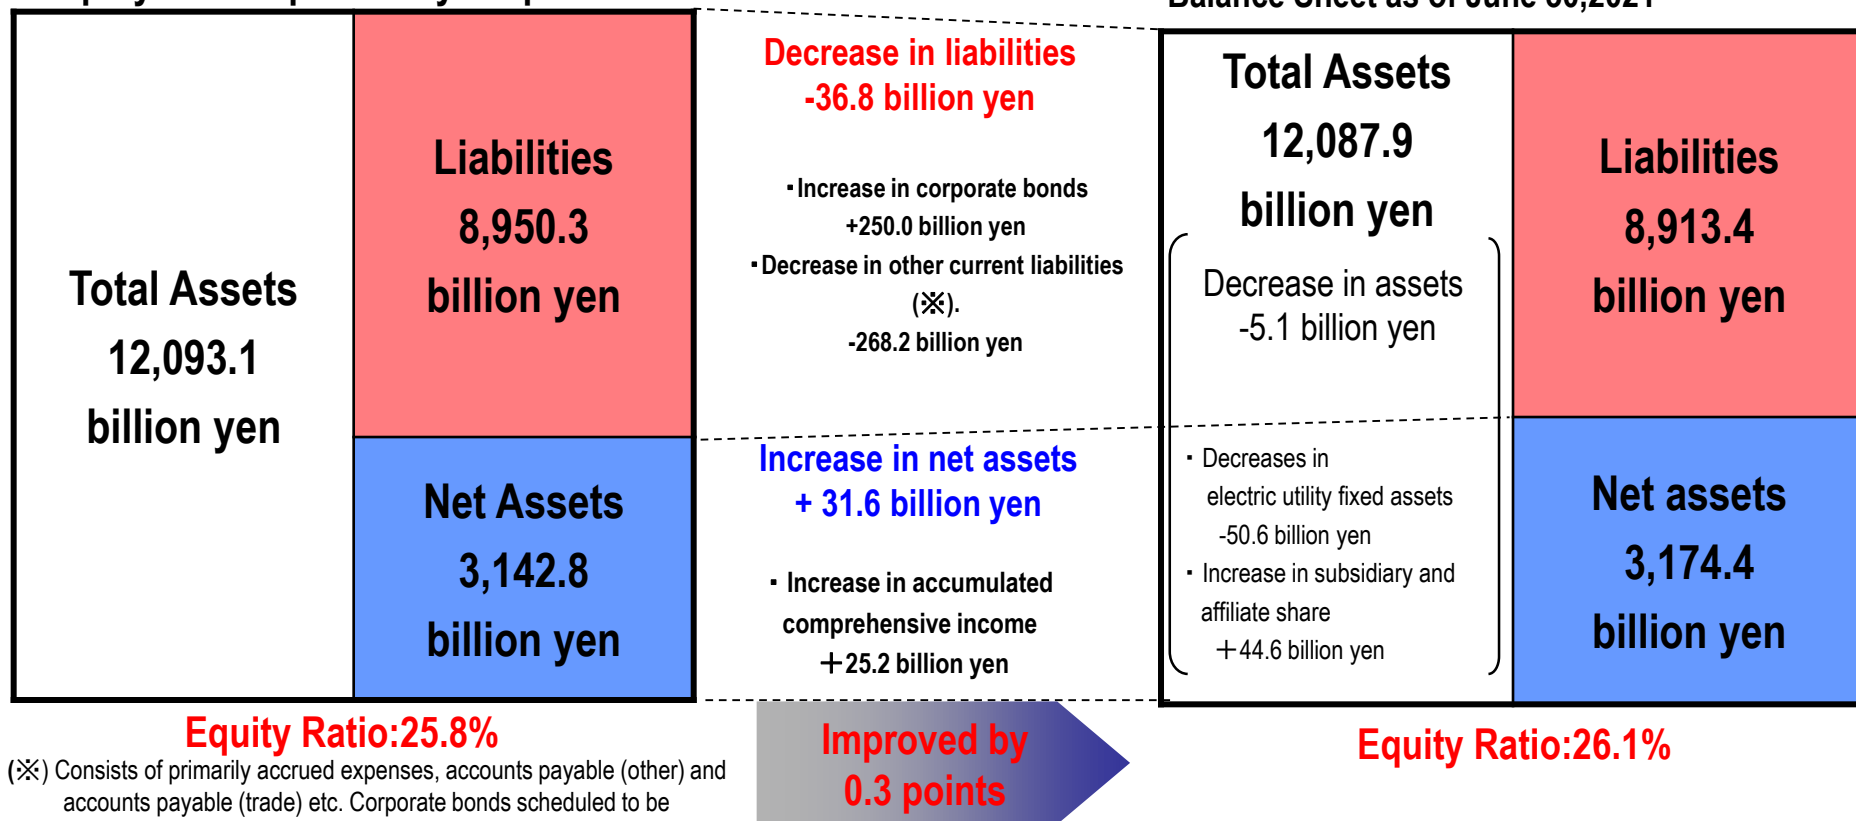 Balance Sheet as of June 30,2021
Total Assets
12,093.1
billion yen
Liabilities
8,950.3
billion yen
Net Assets
3,142.8
billion yen
Equity Ratio:25.8%
(※) Consists of primarily accrued expenses, accounts payable (other) and
accounts payable (trade) etc. Corporate bonds scheduled to be
Decrease in liabilities
-36.8 billion yen
・Increase in corporate bonds
+250.0 billion yen
・Decrease in other current liabilities
(※).
-268.2 billion yen
Increase in net assets
+ 31.6 billion yen
・ Increase in accumulated
comprehensive income
＋25.2 billion yen
Improved by
0.3 points
Total Assets
12,087.9
billion yen
Decrease in assets
-5.1 billion yen
・ Decreases in
electric utility fixed assets
-50.6 billion yen
・ Increase in subsidiary and
affiliate share
＋44.6 billion yen
Liabilities
8,913.4
billion yen
Net assets
3,174.4
billion yen
Equity Ratio:26.1%